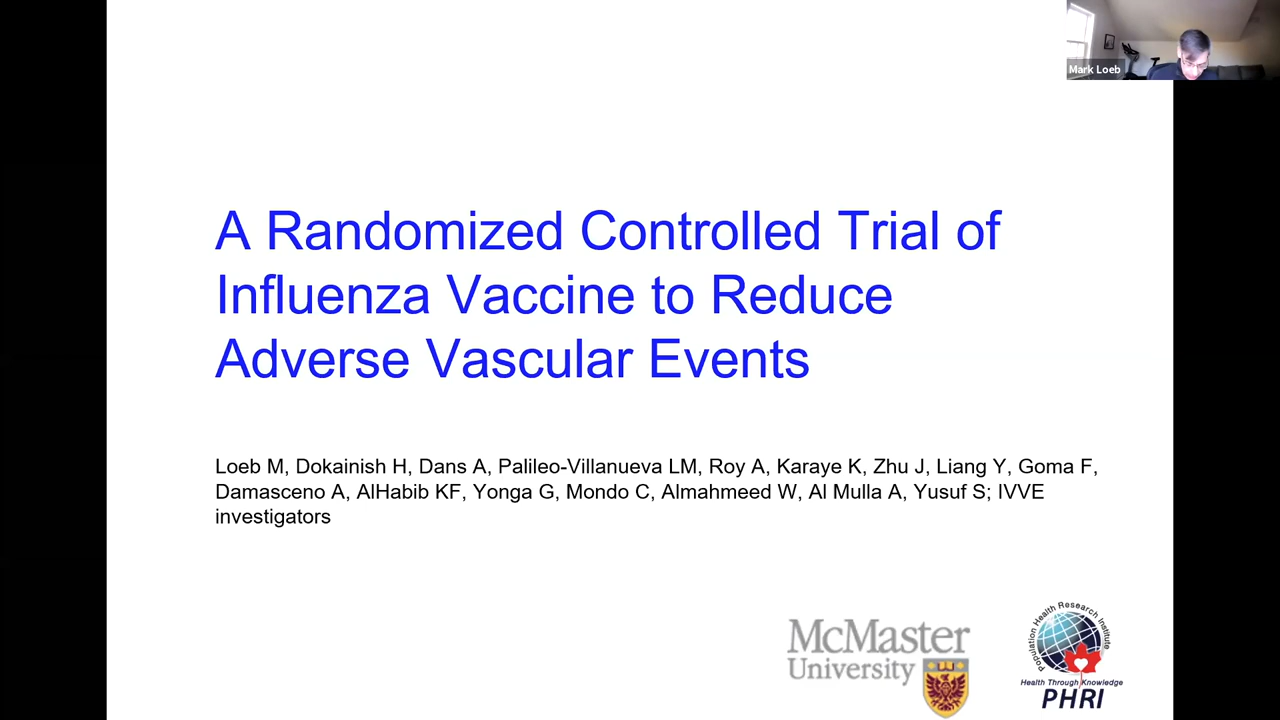 Mark Loeb
A Randomized Controlled Trial of
Influenza Vaccine to Reduce
Adverse Vascular Events
Loeb M, Dokainish H, Dans A, Palileo-Villanueva LM, Roy A, Karaye K, Zhu J, Liang Y, Goma F,
Damasceno A, AlHabib KF, Yonga G, Mondo C, Almahmeed W, Al Mulla A, Yusuf S; IVVE
investigators
McMaster
University
Population Health Research Institute
Health Through Knowledge
PHRI